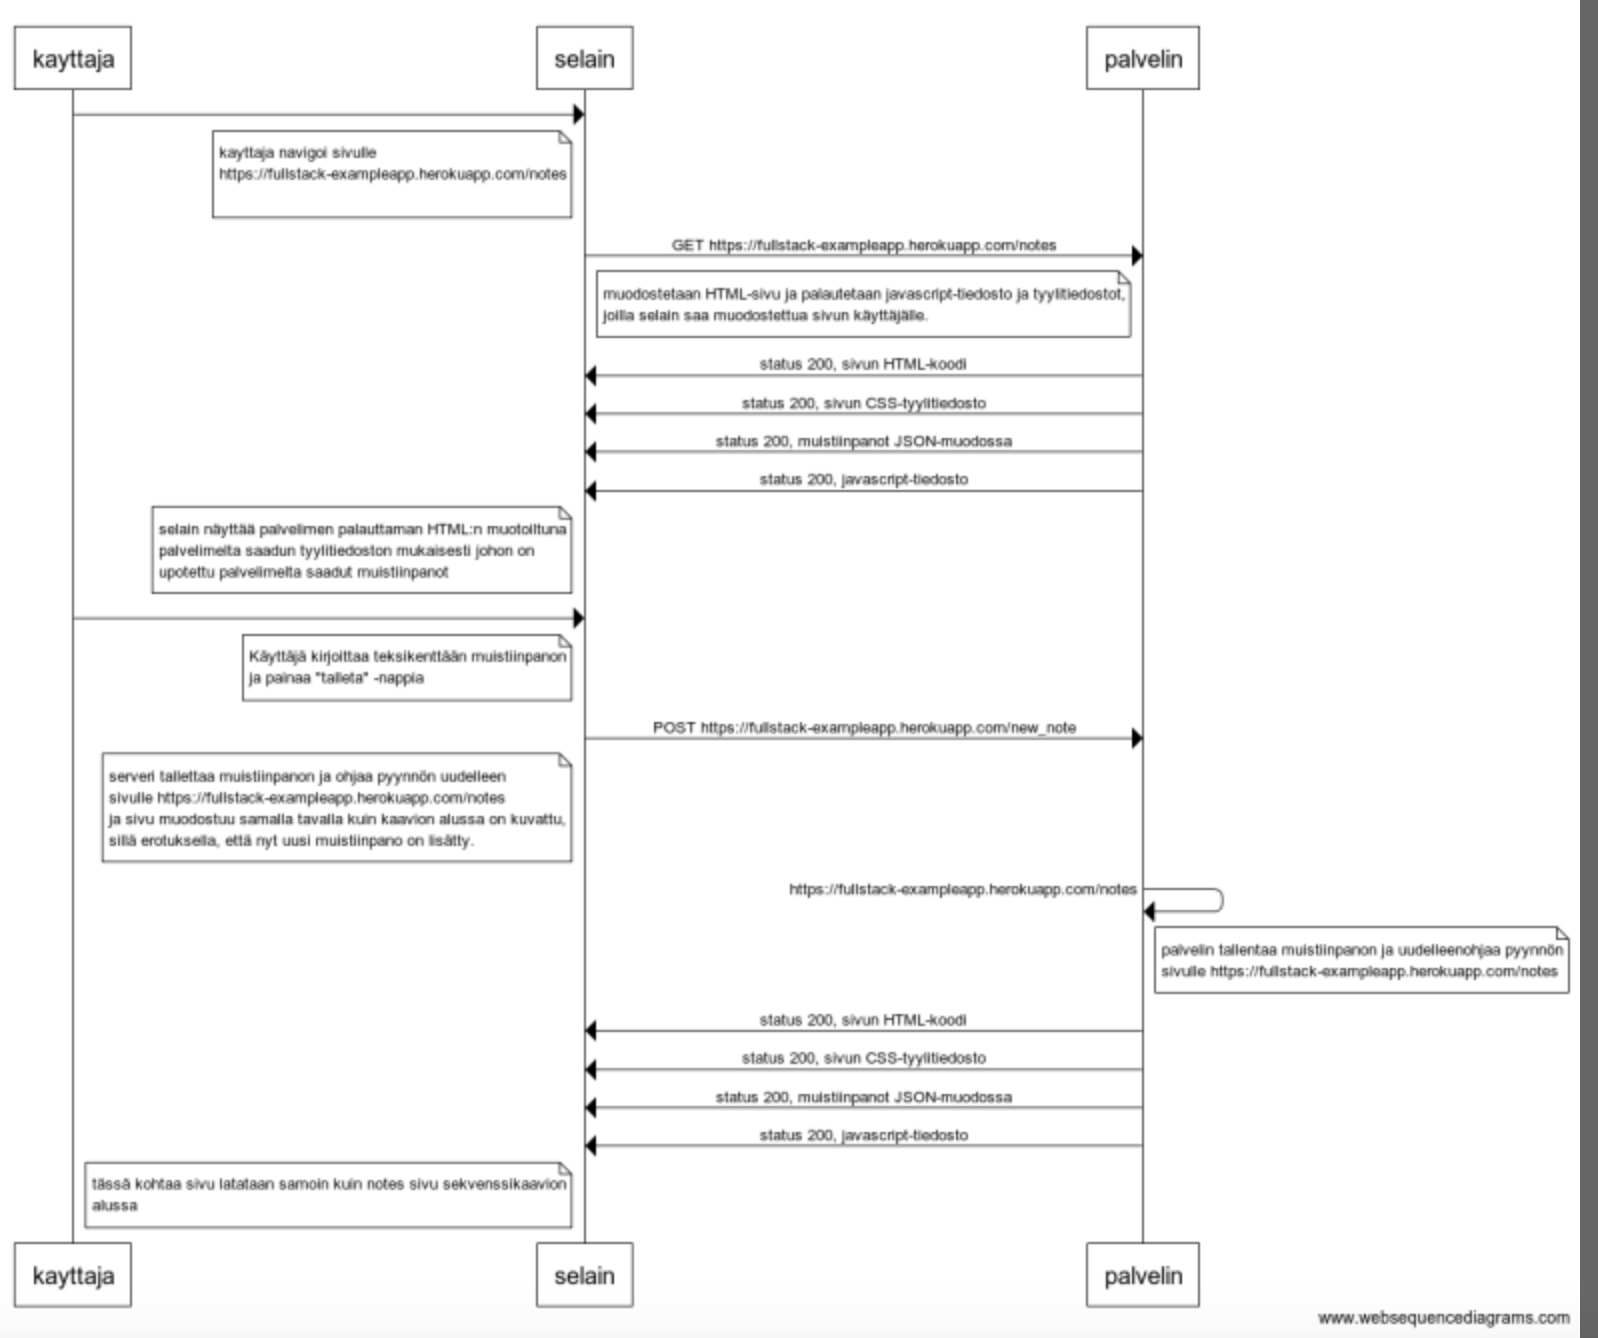 kayttaja
selain
palvelin
kayttaja navigoi sivulle
https://fullstack-exampleapp.herokuapp.com/notes
GET https://fullstack-exampleapp.herokuapp.com/notes
muodostetaan HTML-sivu ja palautetaan javascript-tiedosto ja tyylitiedostot,
joilla selain saa muodostettua sivun käyttäjälle.
status 200, sivun HTML-koodi
status 200, sivun CSS-tyylitiedosto
status 200, muistiinpanot JSON-muodossa
status 200, javascript-tiedosto
selain näyttää palvelimen palauttaman HTML:n muotoiltuna
palvelimelta saadun tyylitiedoston mukaisesti johon on
upotettu palvelimelta saadut muistiinpanot
Käyttäjä kirjoittaa teksikenttään muistiinpanon
ja painaa "talleta" -nappia
POST https://fullstack-exampleapp.herokuapp.com/new_note
serveri tallettaa muistiinpanon ja ohjaa pyynnön uudelleen
sivulle https://fullstack-exampleapp.herokuapp.com/notes
ja sivu muodostuu samalla tavalla kuin kaavion alussa on kuvattu,
sillä erotuksella, että nyt uusi muistiinpano on lisätty.
https://fullstack-exampleapp.herokuapp.com/notes
palvelin tallentaa muistiinpanon ja uudelleenohjaa pyynnön
sivulle https://fullstack-exampleapp.herokuapp.com/notes
status 200, sivun HTML-koodi
status 200, sivun CSS-tyylitiedosto
status 200, muistiinpanot JSON-muodossa
status 200, javascript-tiedosto
tässä kohtaa sivu latataan samoin kuin notes sivu sekvenssikaavion
alussa
kayttaja
selain
palvelin
www.websequencediagrams.com